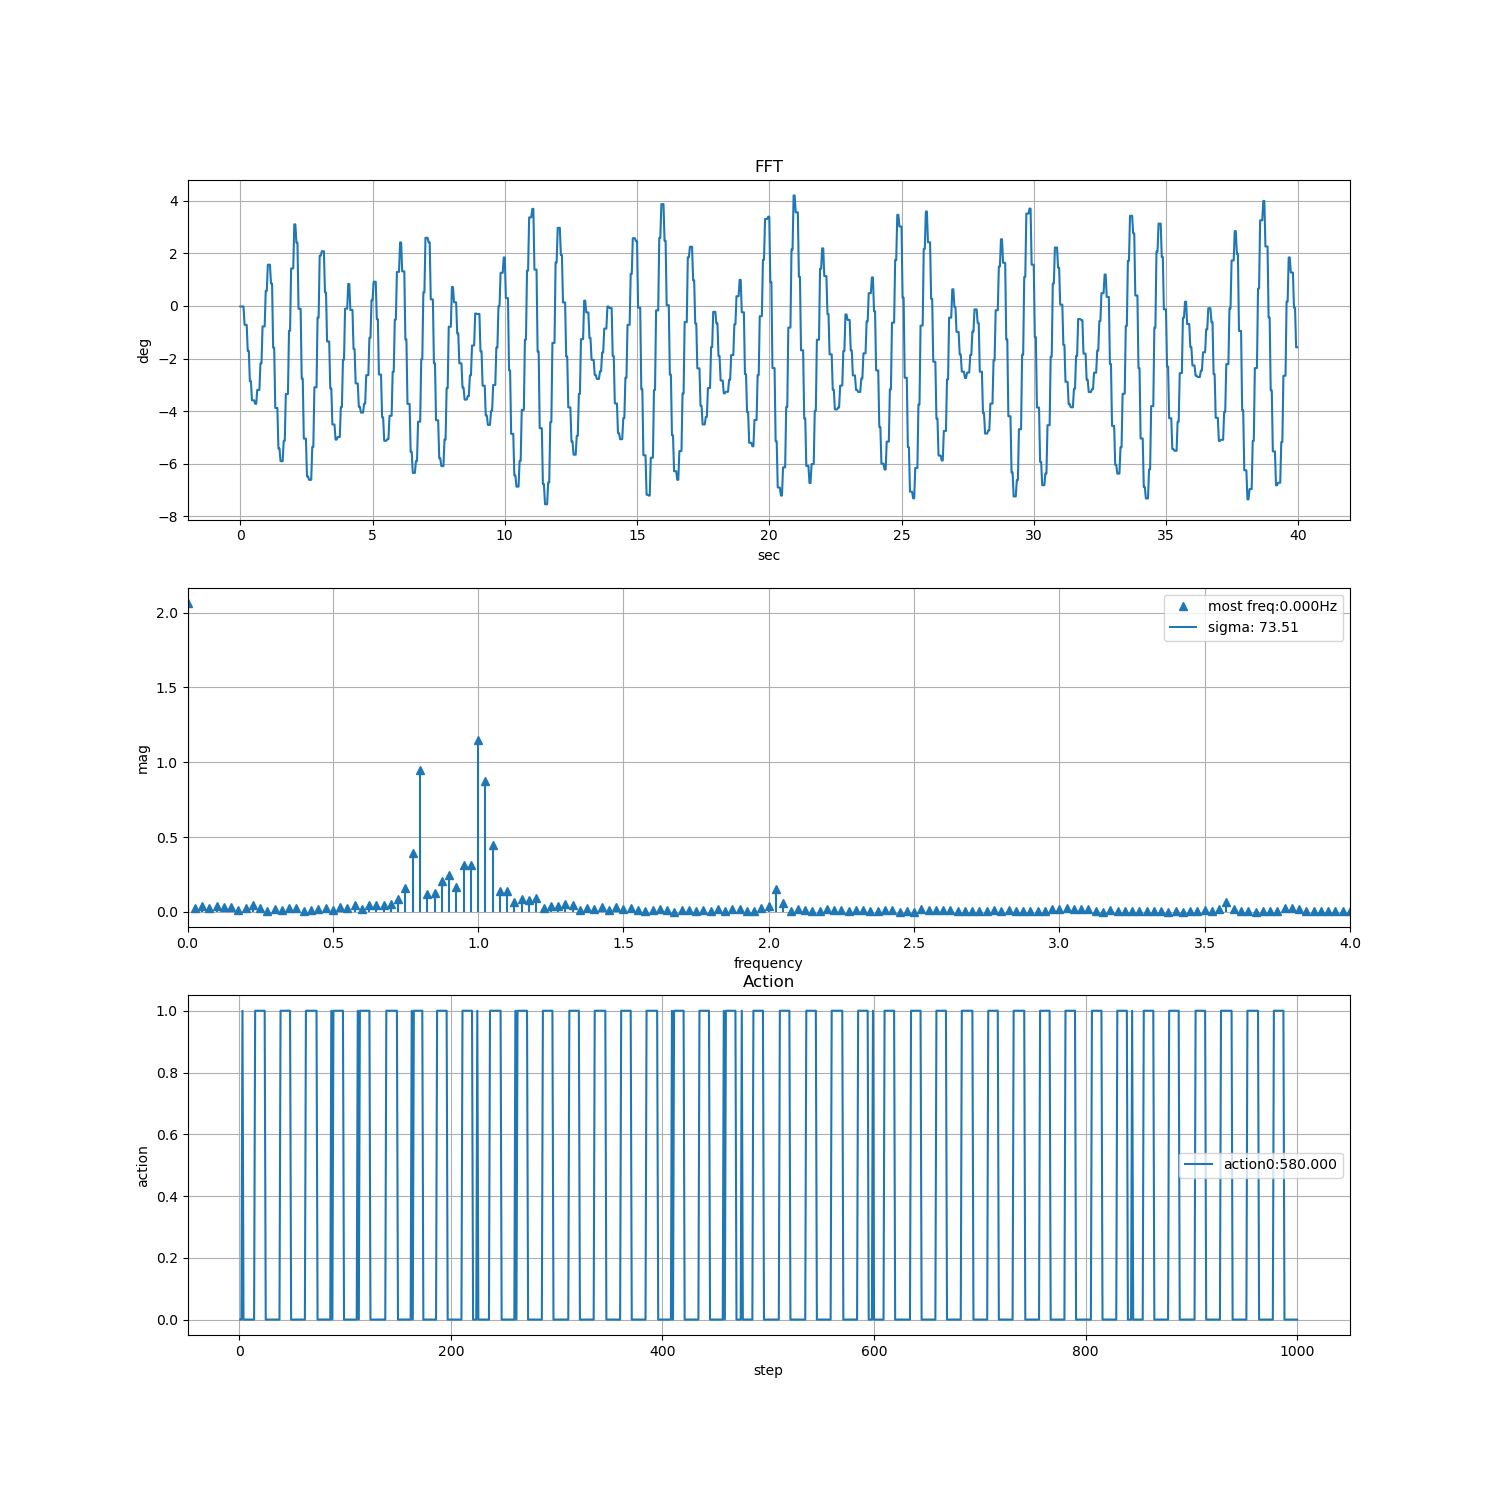 FFT
4
2
0
−2
−4
−6
−8
deg
0 5 10 15 20 25 30 35 40
sec
most freq:0.000Hz
sigma: 73.51
2.0
1.5
1.0
0.5
0.0
mag
0.0 0.5 1.0 1.5 2.0 2.5 3.0 3.5 4.0
frequency
Action
1.0
0.8
0.6
0.4
0.2
0.0
action
action0:580.000
0 200 400 600 800 1000
step